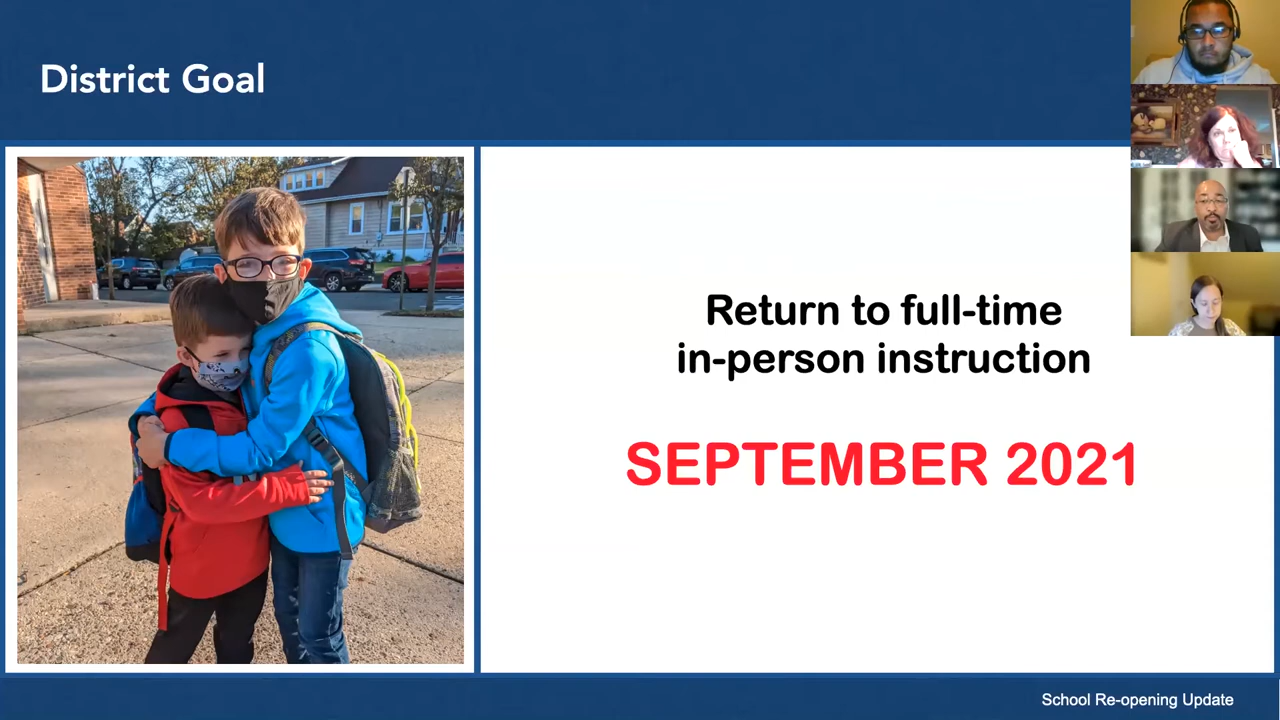 District Goal
Return to full-time
in-person instruction
SEPTEMBER 2021
School Re-opening Update